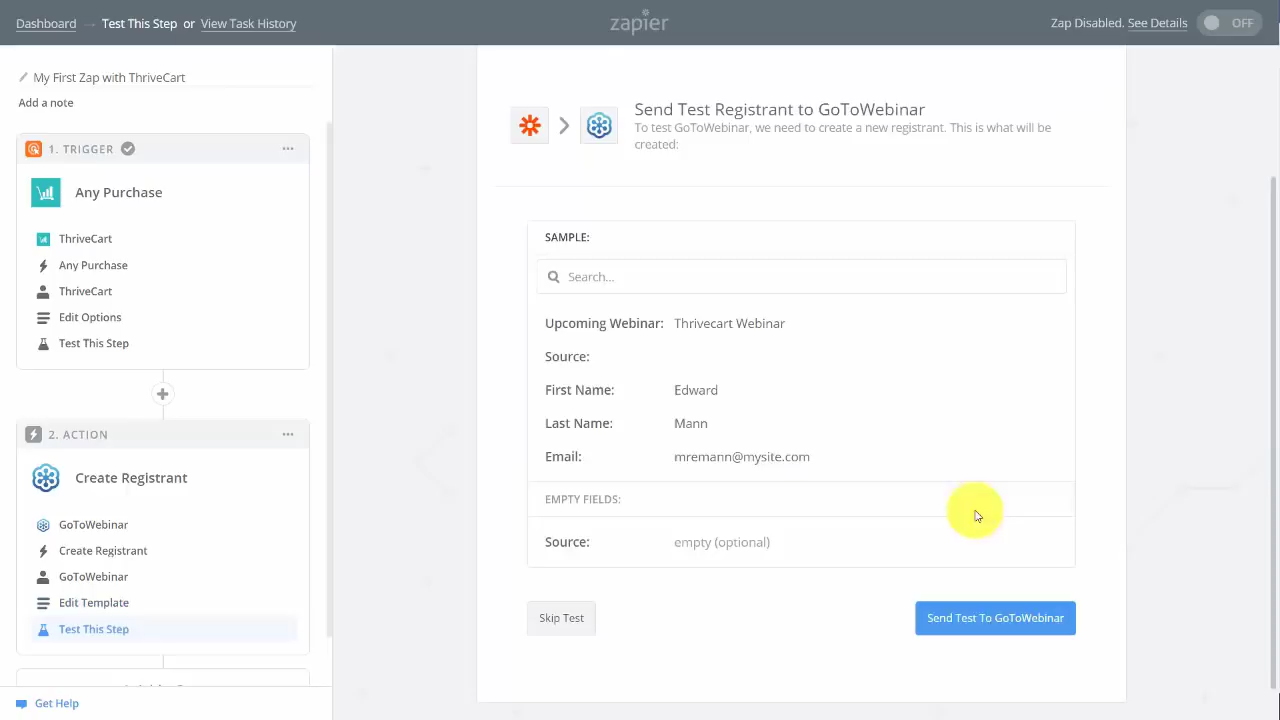 Dashboard → Test This Step or View Task History
zapier
Zap Disabled. See Details
OFF
My First Zap with ThriveCart
Add a note
1. TRIGGER
Any Purchase
ThriveCart
Any Purchase
ThriveCart
Edit Options
Test This Step
2. ACTION
Create Registrant
GoToWebinar
Create Registrant
GoToWebinar
Edit Template
Test This Step
Get Help
Send Test Registrant to GoToWebinar
To test GoToWebinar, we need to create a new registrant. This is what will be
created:
SAMPLE:
Search...
Upcoming Webinar: Thrivecart Webinar
Source:
First Name: Edward
Last Name: Mann
Email: mremann@mysite.com
EMPTY FIELDS:
Source: empty (optional)
Skip Test
Send Test To GoToWebinar